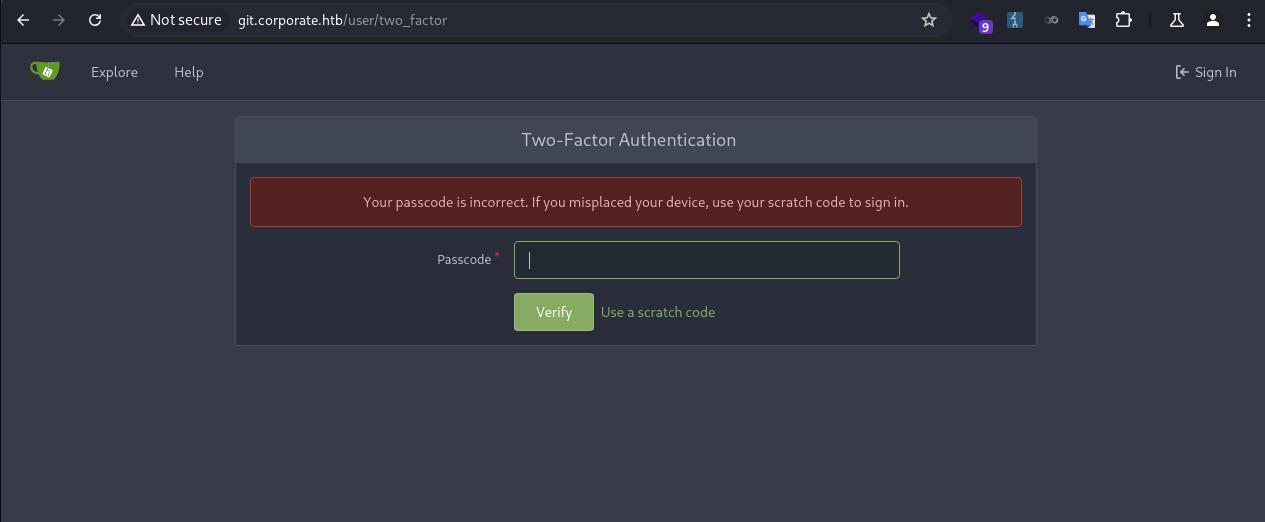 Not secure git.corporate.htb/user/two_factor
9
Explore Help Sign In
Two-Factor Authentication
Your passcode is incorrect. If you misplaced your device, use your scratch code to sign in.
Passcode *
Verify Use a scratch code